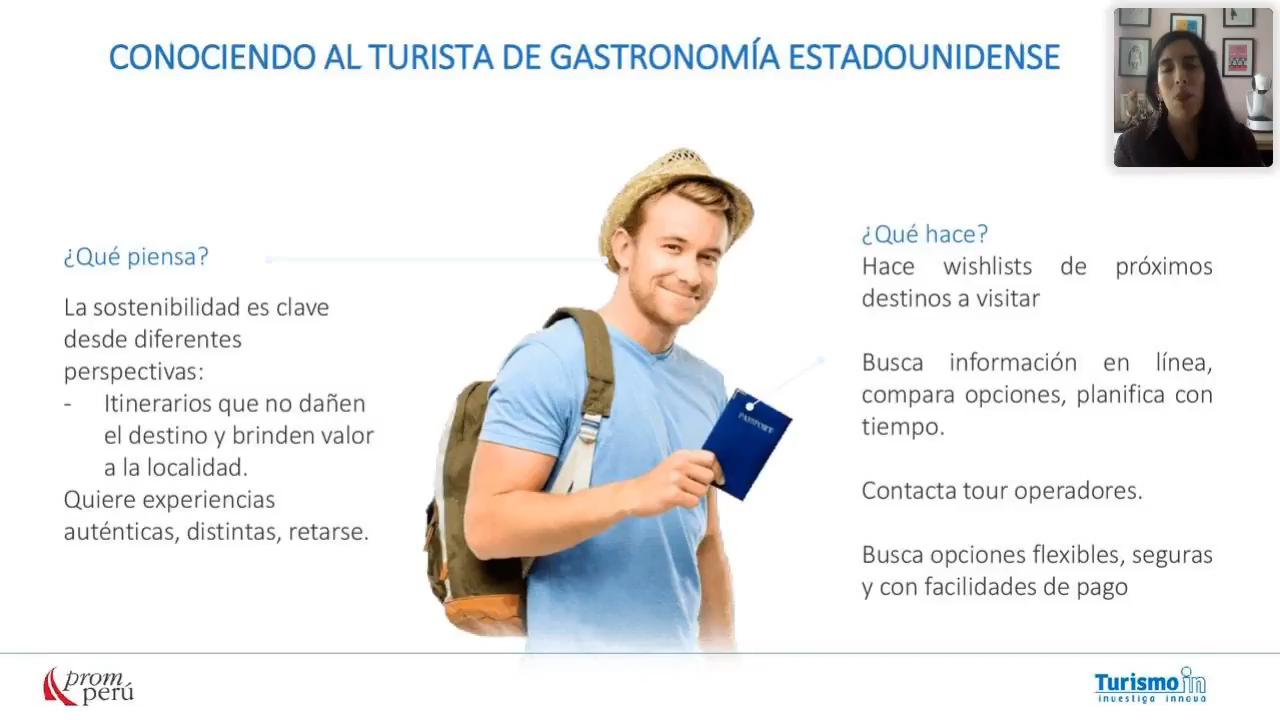 CONOCIENDO AL TURISTA DE GASTRONOMÍA ESTADOUNIDENSE
¿Qué piensa?
La sostenibilidad es clave
desde diferentes
perspectivas:
- Itinerarios que no dañen
el destino y brinden valor
a la localidad.
Quiere experiencias
auténticas, distintas, retarse.
PASSPORT
¿Qué hace?
Hace wishlists de próximos
destinos a visitar
Busca información en línea,
compara opciones, planifica con
tiempo.
Contacta tour operadores.
Busca opciones flexibles, seguras
y con facilidades de pago
prom
perú
Turismo in
investiga innova